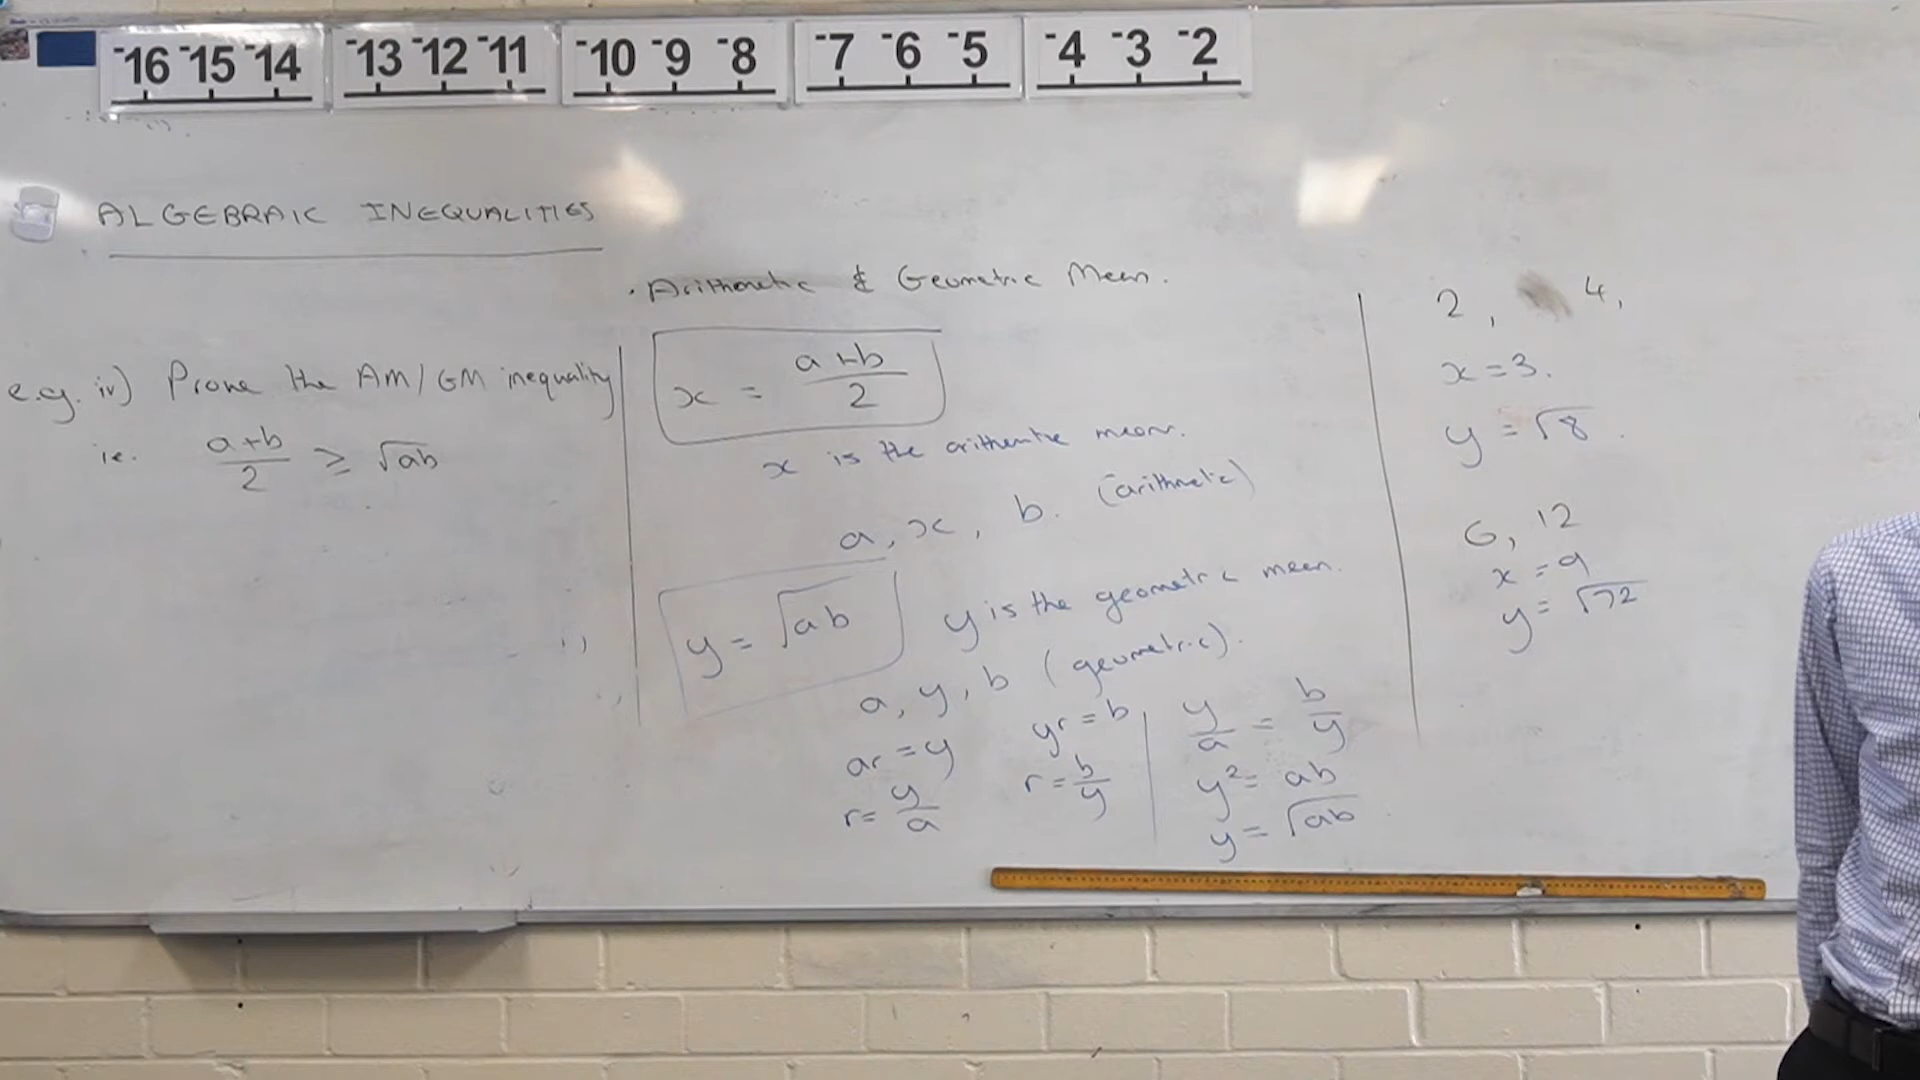 -16 -15 -14 -13 -12 -11 -10 -9 -8 -7 -6 -5 -4 -3 -2
ALGEBRAIC INEQUALITIES
e.g. iv) Prove the AM/GM inequality
ie. a+b/2 ≥ √ab
· Arithmetic & Geometric Mean.
x = a+b/2
x is the arithmetic mean.
a, x, b. (arithmetic)
y = √ab
y is the geometric mean.
a, y, b (geometric).
ar = y
r = y/a
yr = b
r = b/y
y/a = b/y
y² = ab
y = √ab
2, 4,
x = 3.
y = √8
6, 12
x = 9
y = √72